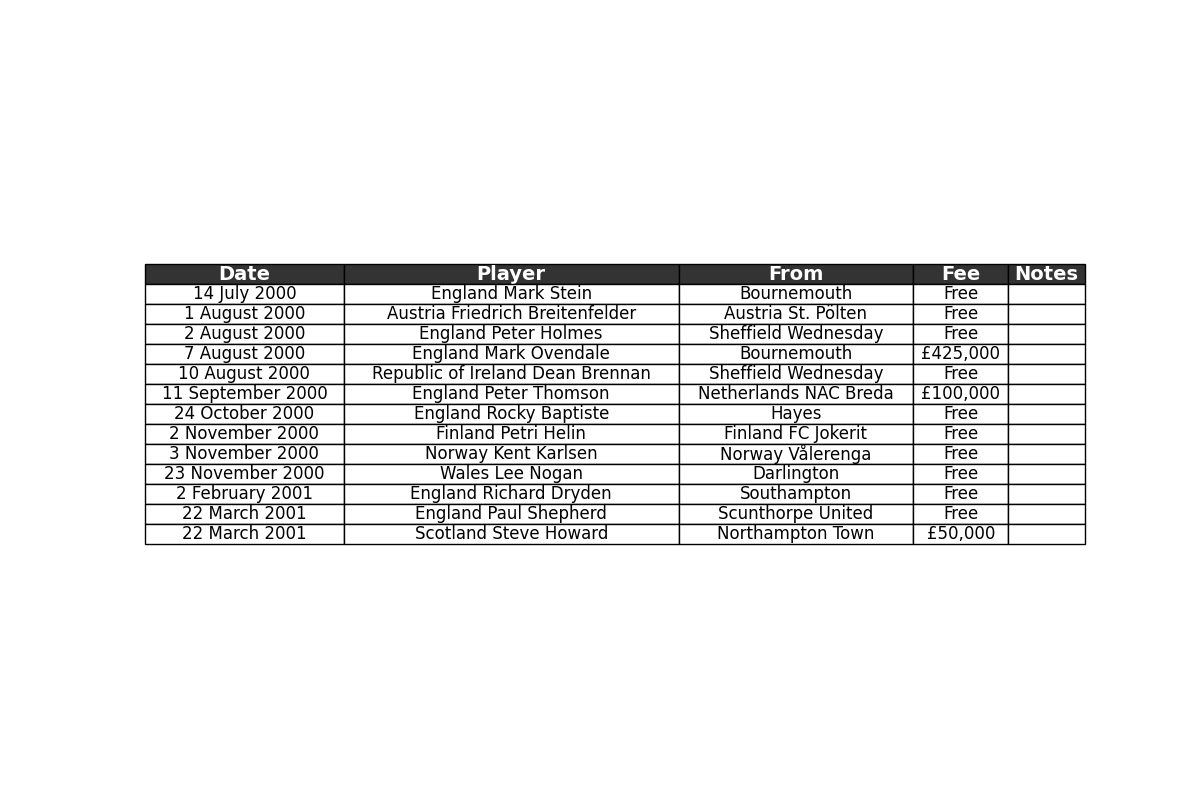 Date Player From Fee Notes
14 July 2000 England Mark Stein Bournemouth Free
1 August 2000 Austria Friedrich Breitenfelder Austria St. Pölten Free
2 August 2000 England Peter Holmes Sheffield Wednesday Free
7 August 2000 England Mark Ovendale Bournemouth £425,000
10 August 2000 Republic of Ireland Dean Brennan Sheffield Wednesday Free
11 September 2000 England Peter Thomson Netherlands NAC Breda £100,000
24 October 2000 England Rocky Baptiste Hayes Free
2 November 2000 Finland Petri Helin Finland FC Jokerit Free
3 November 2000 Norway Kent Karlsen Norway Vålerenga Free
23 November 2000 Wales Lee Nogan Darlington Free
2 February 2001 England Richard Dryden Southampton Free
22 March 2001 England Paul Shepherd Scunthorpe United Free
22 March 2001 Scotland Steve Howard Northampton Town £50,000